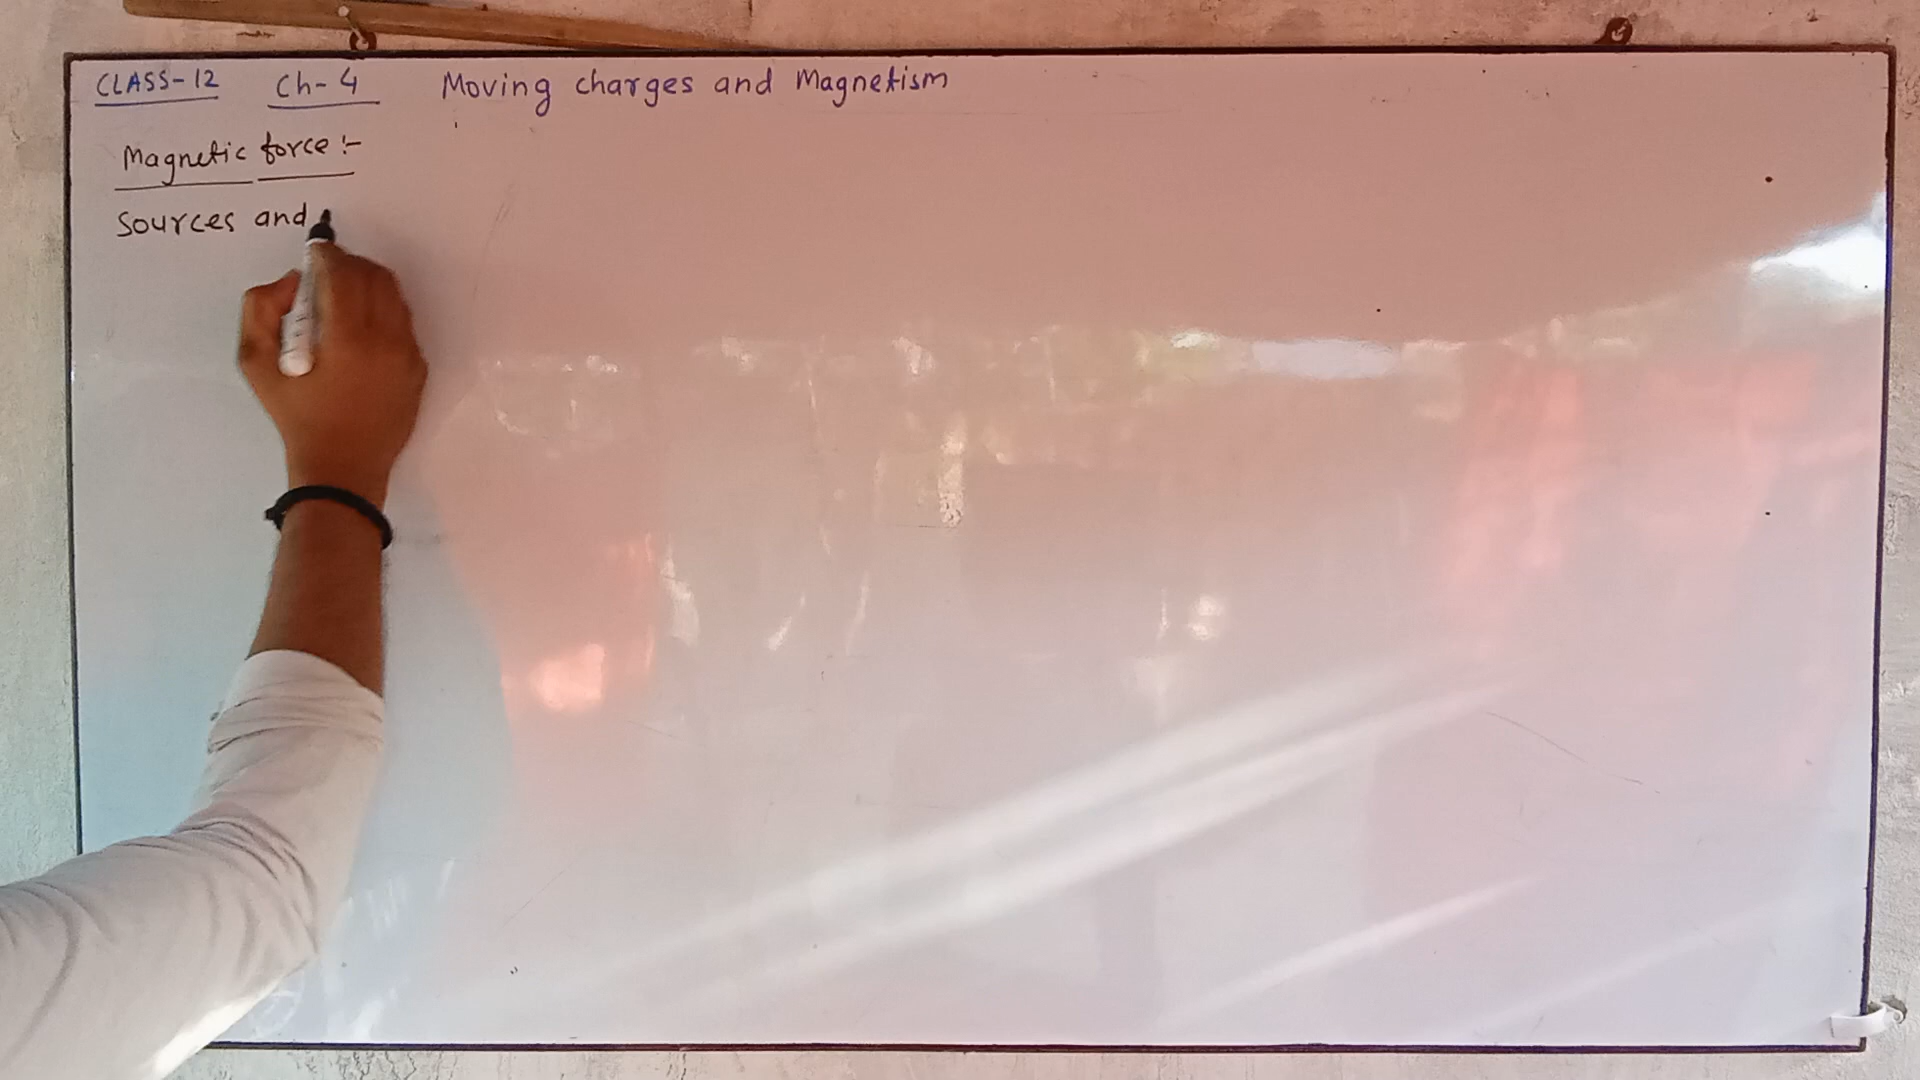 CLASS-12 Ch-4 Moving charges and Magnetism
Magnetic force :-
Sources and